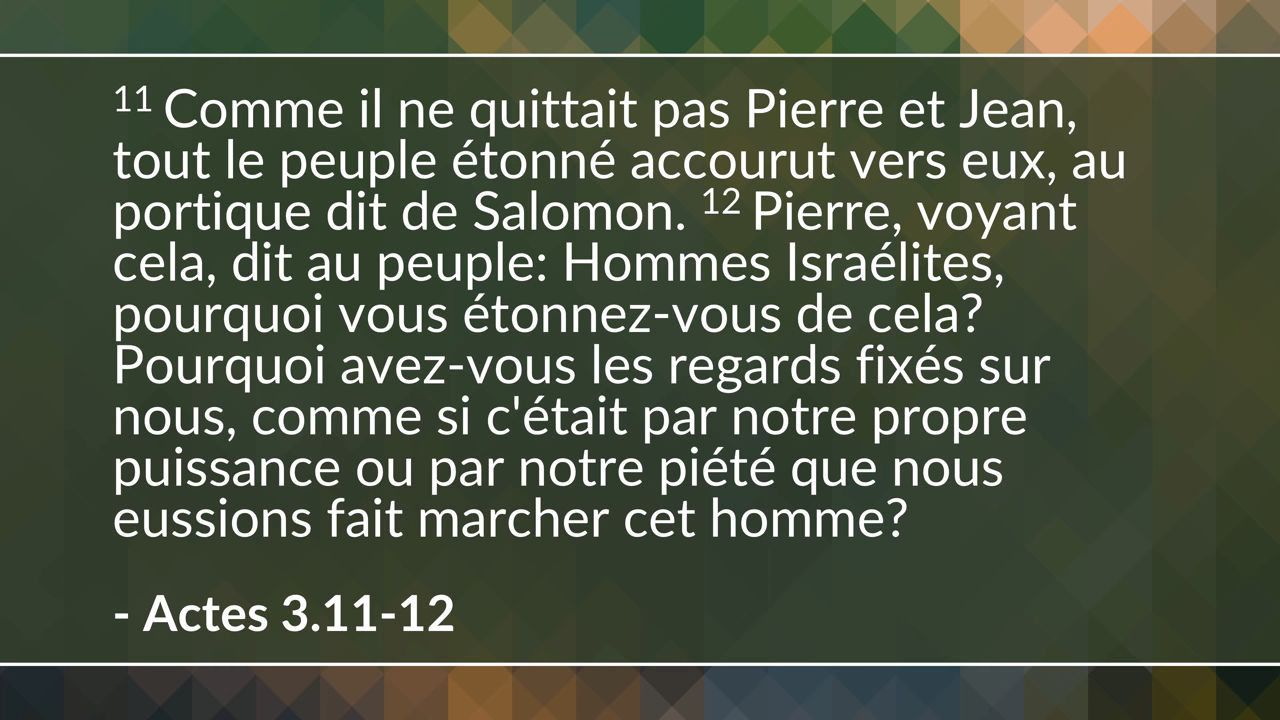 11 Comme il ne quittait pas Pierre et Jean,
tout le peuple étonné accourut vers eux, au
portique dit de Salomon. 12 Pierre, voyant
cela, dit au peuple: Hommes Israélites,
pourquoi vous étonnez-vous de cela?
Pourquoi avez-vous les regards fixés sur
nous, comme si c'était par notre propre
puissance ou par notre piété que nous
eussions fait marcher cet homme?
- Actes 3.11-12